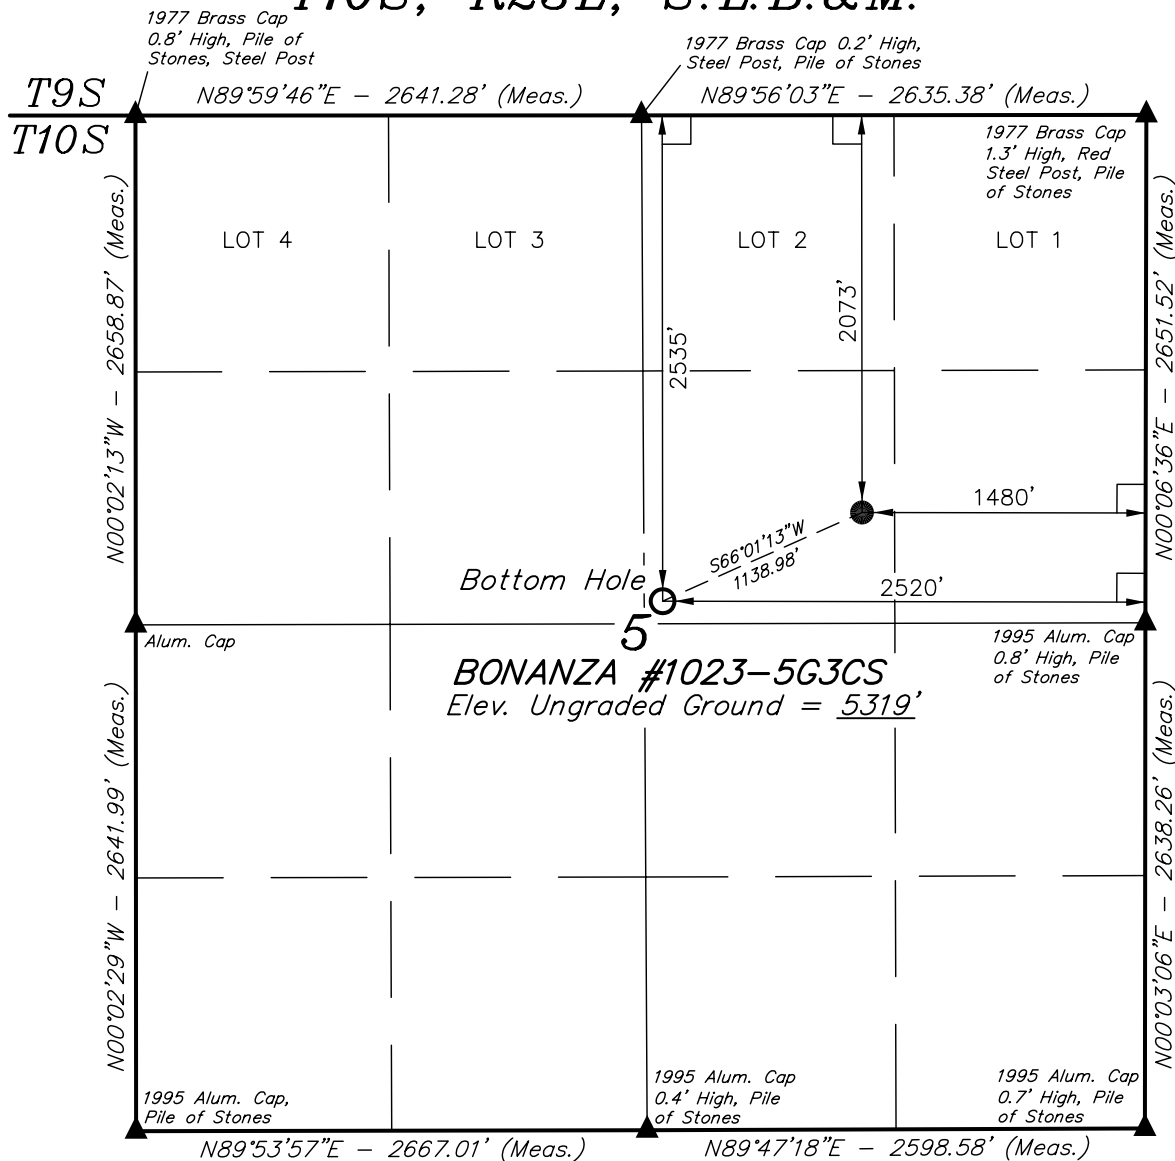 T10S, R23E, S.L.B.&M.
1977 Brass Cap
0.8' High, Pile of
Stones, Steel Post
1977 Brass Cap 0.2' High,
Steel Post, Pile of Stones
T9S
N89°59'46"E - 2641.28' (Meas.)
N89°56'03"E - 2635.38' (Meas.)
T10S
1977 Brass Cap
1.3' High, Red
Steel Post, Pile
of Stones
LOT 4
LOT 3
LOT 2
LOT 1
N00°02'13"W - 2658.87' (Meas.)
2535'
2073'
N00°06'36"E - 2651.52' (Meas.)
1480'
S66°01'13"W
1138.98'
Bottom Hole
2520'
5
Alum. Cap
1995 Alum. Cap
0.8' High, Pile
of Stones
BONANZA #1023-5G3CS
Elev. Ungraded Ground = 5319'
N00°02'29"W - 2641.99' (Meas.)
N00°03'06"E - 2638.26' (Meas.)
1995 Alum. Cap,
Pile of Stones
1995 Alum. Cap
0.4' High, Pile
of Stones
1995 Alum. Cap
0.7' High, Pile
of Stones
N89°53'57"E - 2667.01' (Meas.)
N89°47'18"E - 2598.58' (Meas.)